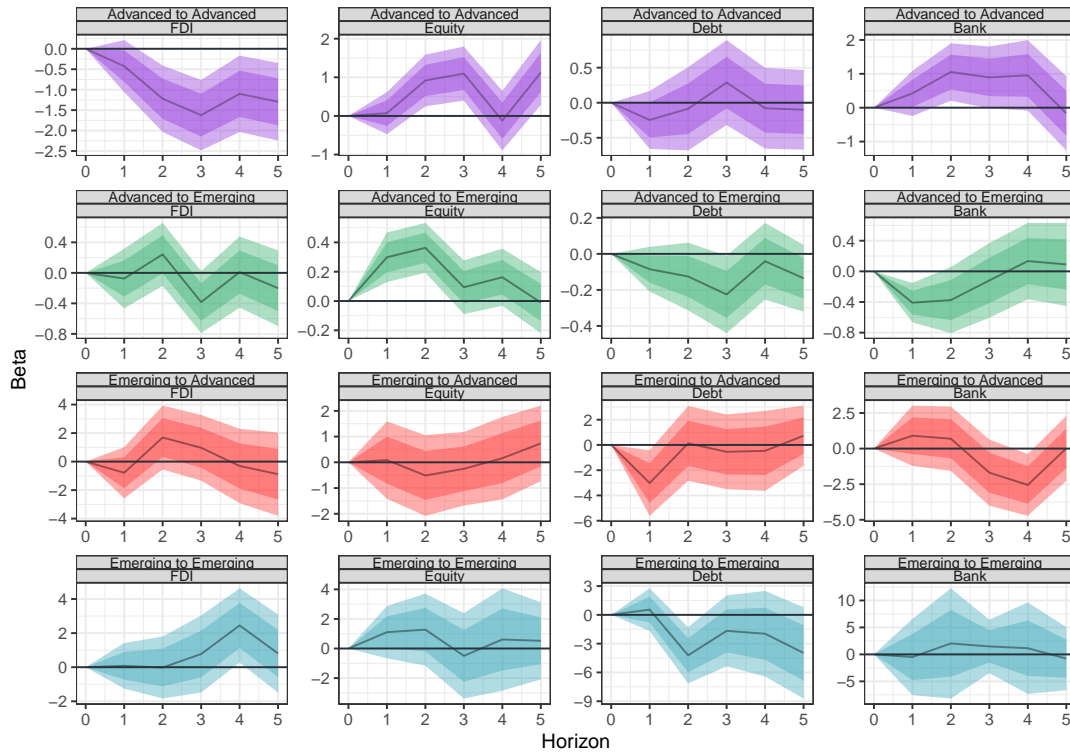 Advanced to Advanced
FDI
0.0
−0.5
−1.0
−1.5
−2.0
−2.5
0 1 2 3 4 5
Advanced to Advanced
Equity
2
1
0
1
0 1 2 3 4 5
Advanced to Advanced
Debt
0.5
0.0
−0.5
0 1 2 3 4 5
Advanced to Advanced
Bank
2
1
0
−1
0 1 2 3 4 5
Advanced to Emerging
FDI
0.4
0.0
−0.4
−0.8
0 1 2 3 4 5
Advanced to Emerging
Equity
0.4
0.2
0.0
−0.2
0 1 2 3 4 5
Advanced to Emerging
Debt
0.2
0.0
−0.2
−0.4
0 1 2 3 4 5
Advanced to Emerging
Bank
0.4
0.0
−0.4
−0.8
0 1 2 3 4 5
Beta
Emerging to Advanced
FDI
4
2
0
−2
−4
0 1 2 3 4 5
Emerging to Advanced
Equity
2
1
0
−1
−2
0 1 2 3 4 5
Emerging to Advanced
Debt
2
0
−2
−4
−6
0 1 2 3 4 5
Emerging to Advanced
Bank
2.5
0.0
−2.5
−5.0
0 1 2 3 4 5
Emerging to Emerging
FDI
4
2
0
−2
0 1 2 3 4 5
Emerging to Emerging
Equity
4
2
0
−2
0 1 2 3 4 5
Emerging to Emerging
Debt
3
0
−3
−6
−9
0 1 2 3 4 5
Emerging to Emerging
Bank
10
5
0
−5
0 1 2 3 4 5
Horizon